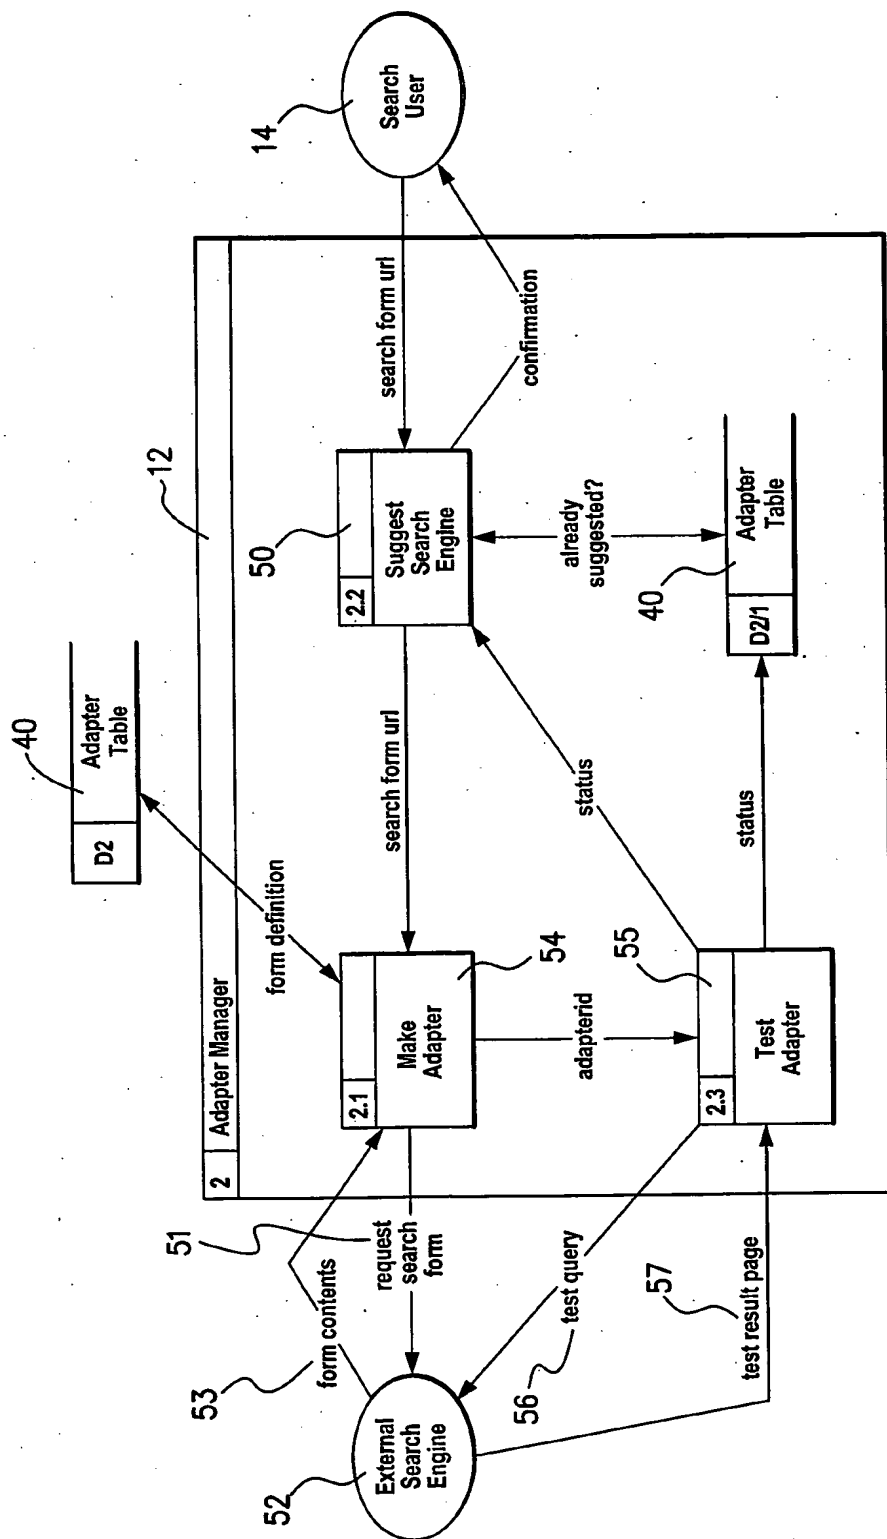 40
D2
Adapter
Table
12
14
2
Adapter Manager
form definition
53
form contents
51
request
search
form
2.1
Make
Adapter
54
search form url
50
2.2
Suggest
Search
Engine
search form url
Search
User
confirmation
52
External
Search
Engine
56
test query
adapterid
status
already
suggested?
57
test result page
2.3
55
Test
Adapter
status
40
D2/1
Adapter
Table